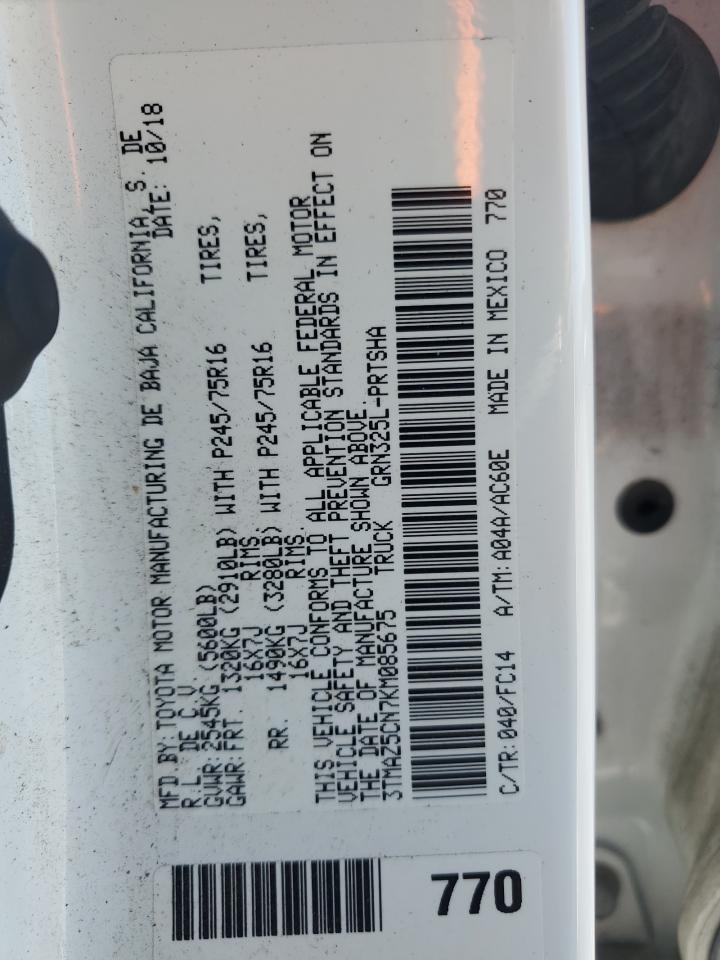 MFD BY: TOYOTA MOTOR MANUFACTURING DE BAJA CALIFORNIA, S. DE
R.L. DE C.V. DATE: 10/18
GVWR: 2545KG (5600LB)
GAWR: FRT. 1320KG (2910LB) WITH P245/75R16 TIRES,
16X7J RIMS.
RR. 1490KG (3280LB) WITH P245/75R16 TIRES,
16X7J RIMS.
THIS VEHICLE CONFORMS TO ALL APPLICABLE FEDERAL MOTOR
VEHICLE SAFETY AND THEFT PREVENTION STANDARDS IN EFFECT ON
THE DATE OF MANUFACTURE SHOWN ABOVE.
3TMAZ5CN7KM085675 TRUCK GRN325L-PRTSHA
C/TR: 040/FC14 A/TM: A04A/AC60E MADE IN MEXICO 770
770